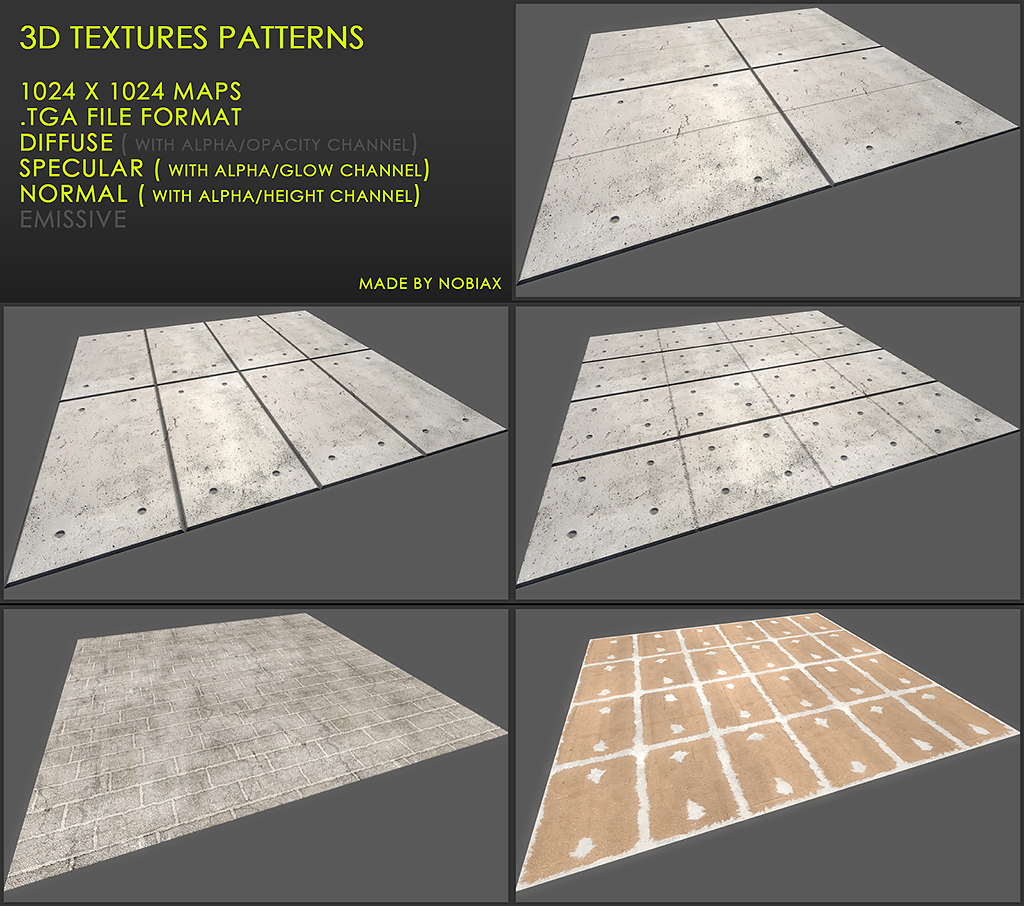 3D TEXTURES PATTERNS
1024 X 1024 MAPS
.TGA FILE FORMAT
DIFFUSE ( WITH ALPHA/OPACITY CHANNEL)
SPECULAR ( WITH ALPHA/GLOW CHANNEL)
NORMAL ( WITH ALPHA/HEIGHT CHANNEL)
EMISSIVE
MADE BY NOBIAX